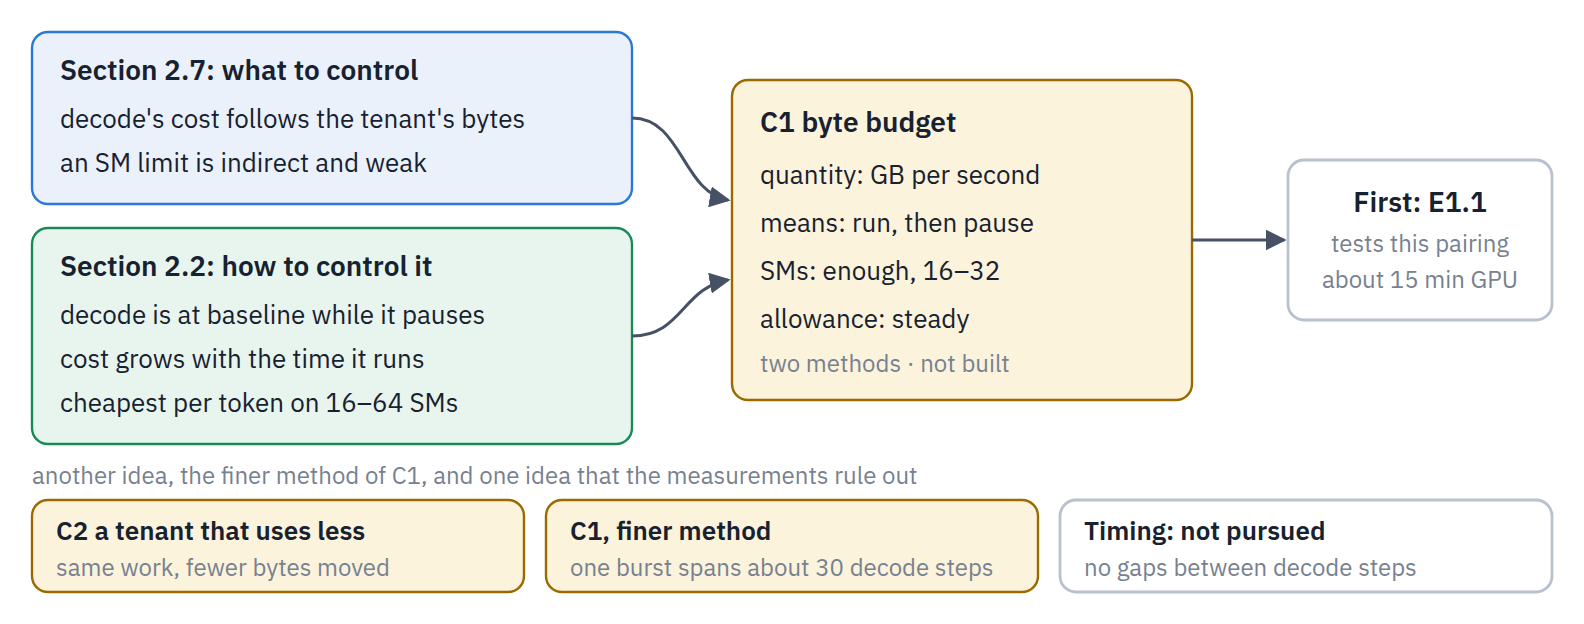 Section 2.7: what to control
decode's cost follows the tenant's bytes
an SM limit is indirect and weak
Section 2.2: how to control it
decode is at baseline while it pauses
cost grows with the time it runs
cheapest per token on 16–64 SMs
C1 byte budget
quantity: GB per second
means: run, then pause
SMs: enough, 16–32
allowance: steady
two methods · not built
First: E1.1
tests this pairing
about 15 min GPU
another idea, the finer method of C1, and one idea that the measurements rule out
C2 a tenant that uses less
same work, fewer bytes moved
C1, finer method
one burst spans about 30 decode steps
Timing: not pursued
no gaps between decode steps